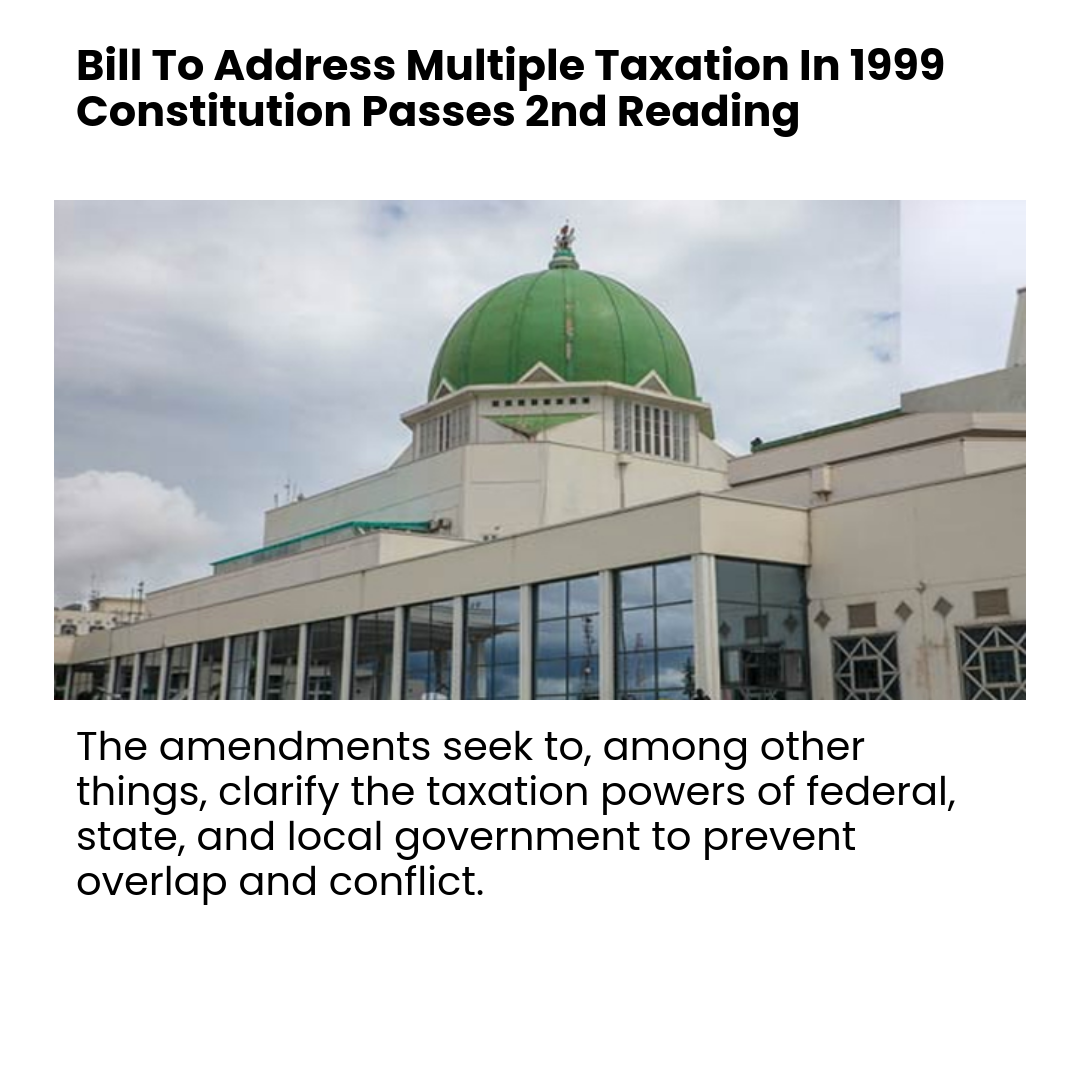 Bill To Address Multiple Taxation In 1999
Constitution Passes 2nd Reading
The amendments seek to, among other
things, clarify the taxation powers of federal,
state, and local government to prevent
overlap and conflict.